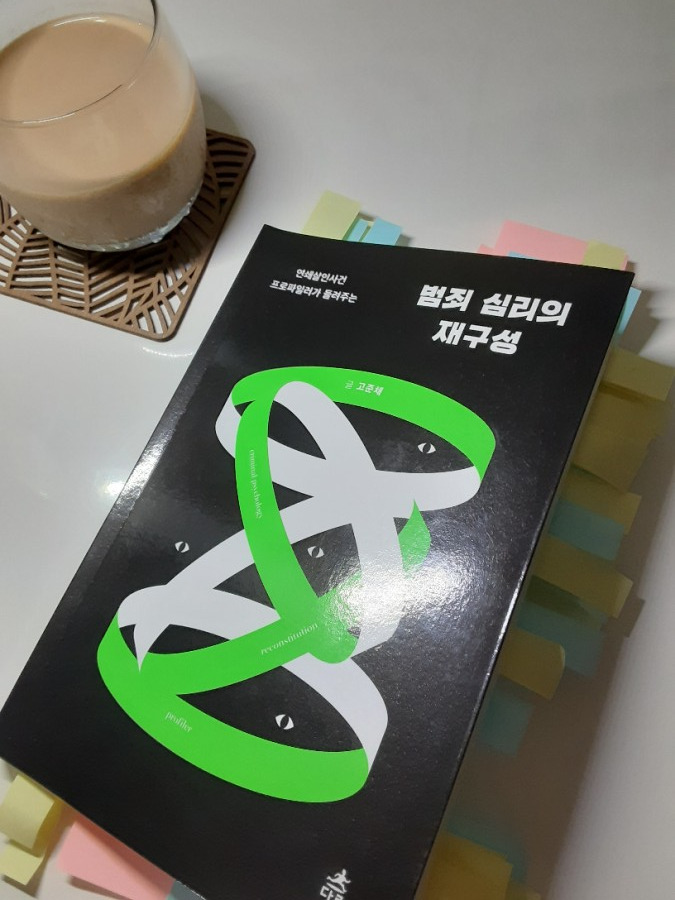 연쇄살인사건
프로파일러가 들려주는
범죄 심리의
재구성
글 고준채
criminal psychology
reconstitution
profiler